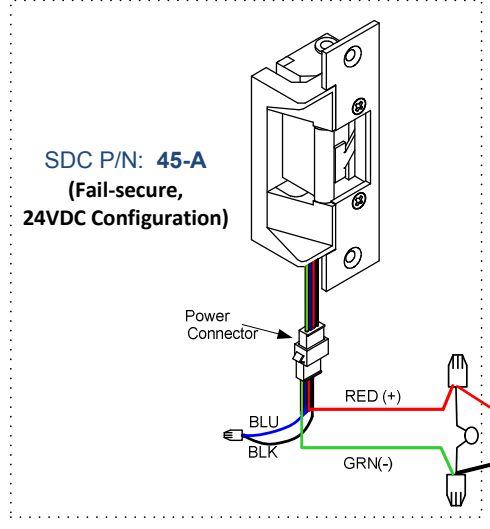 SDC P/N: 45-A
(Fail-secure,
24VDC Configuration)
Power
Connector
RED (+)
BLU
BLK
GRN(-)